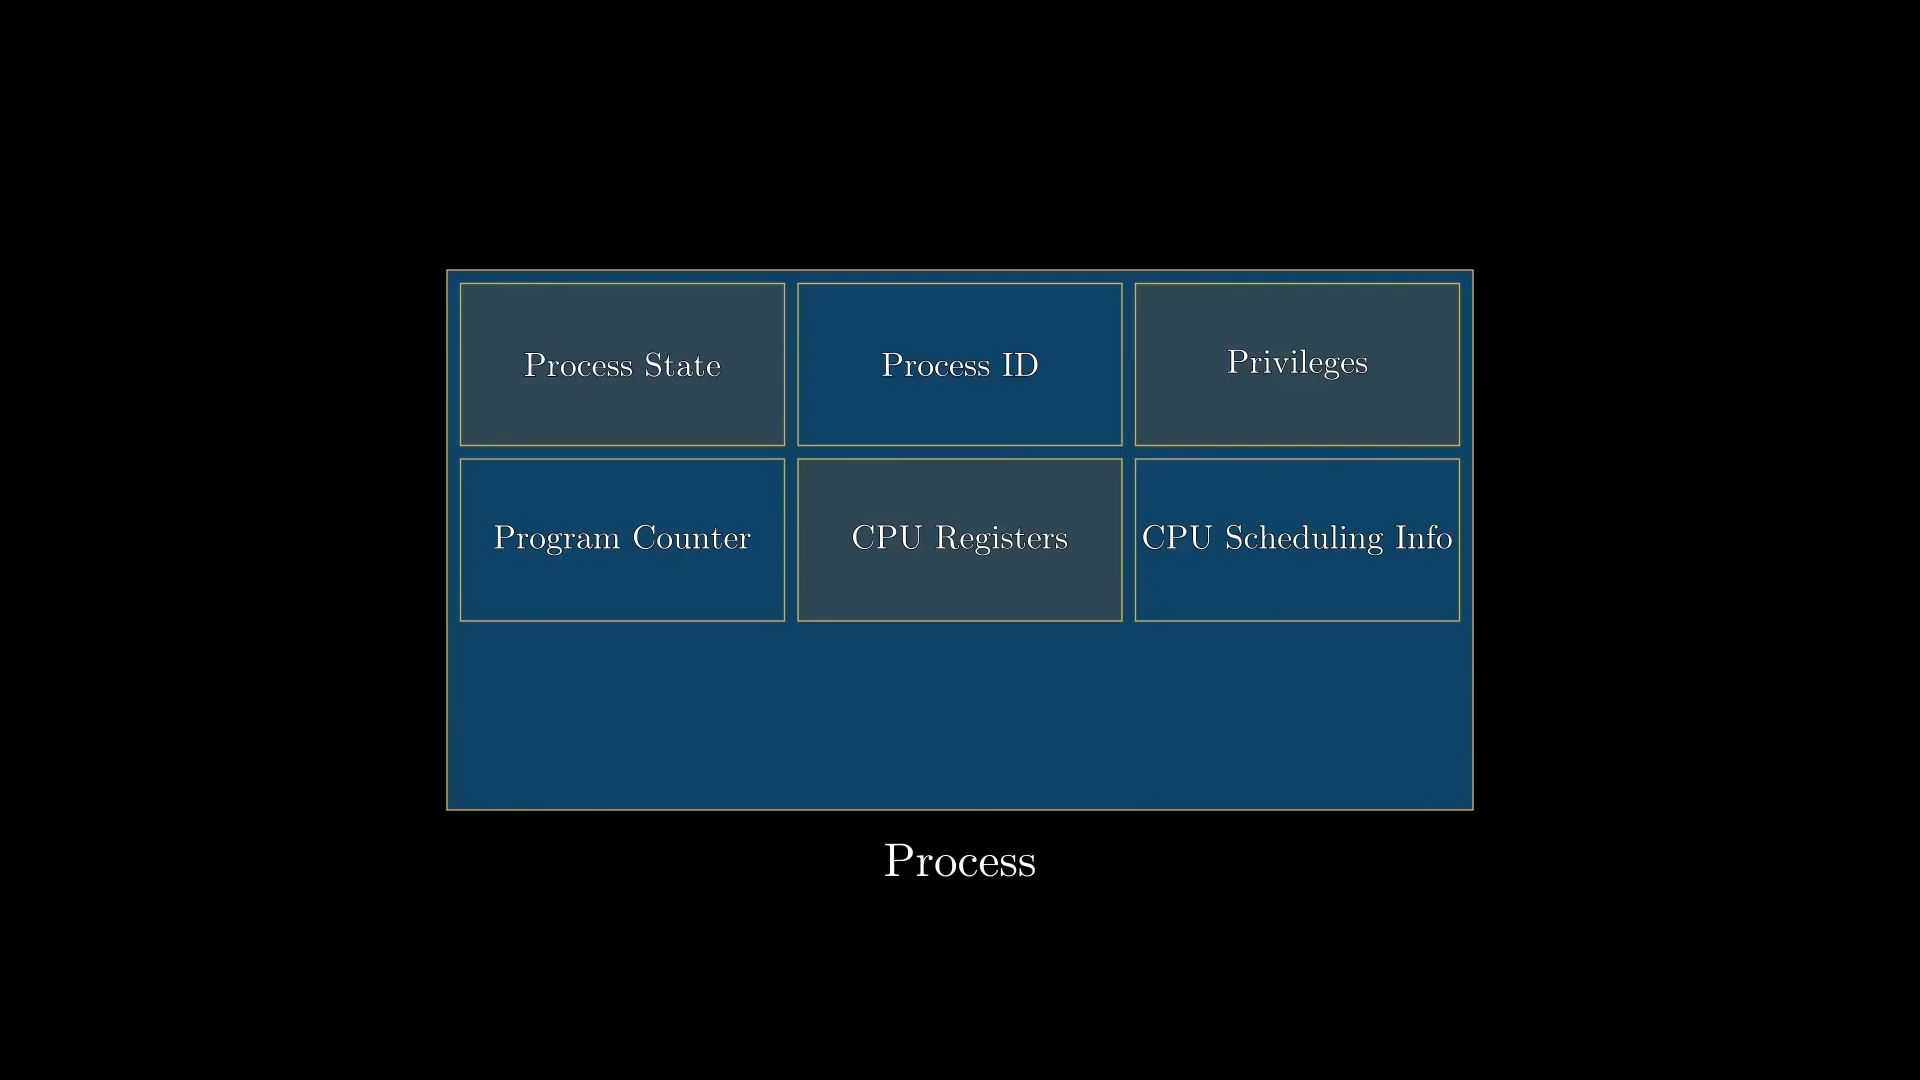 Process State
Process ID
Privileges
Program Counter
CPU Registers
CPU Scheduling Info
Process